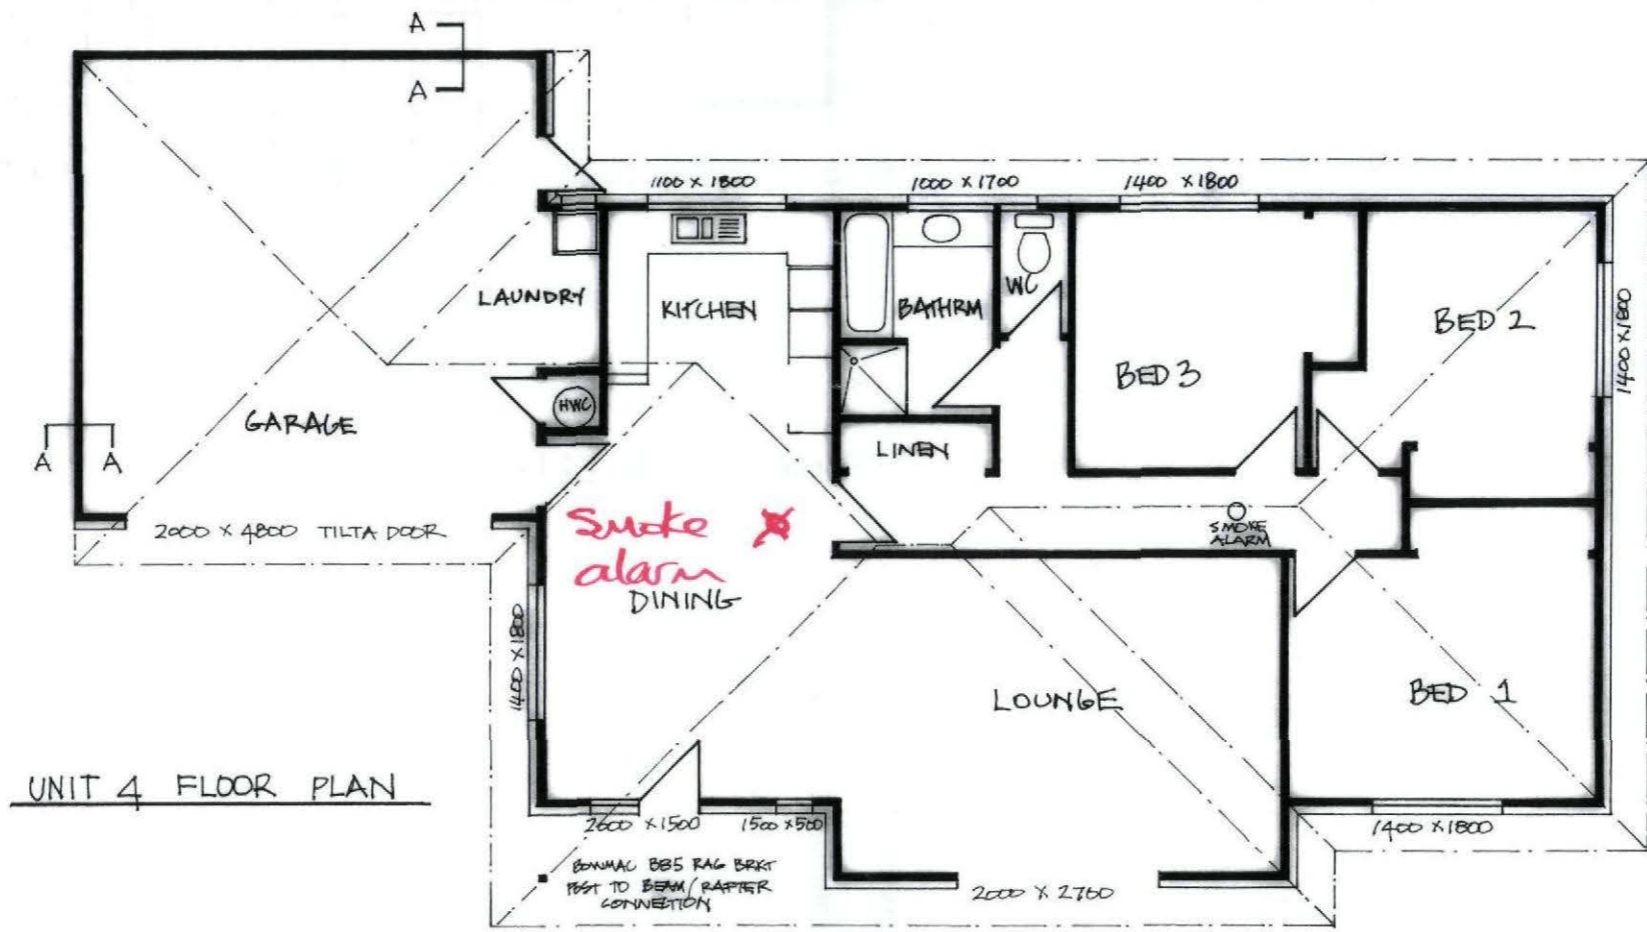 A
A
1100 X 1800
1000 X 1700
1400 X 1800
LAUNDRY
KITCHEN
BATHRM
WC
BED 3
BED 2
1400 X 1800
HWC
GARAGE
A
A
LINEN
2000 X 4800 TILTA DOOR
Smoke
alarm
DINING
SMOKE
ALARM
1400 X 1800
LOUNGE
BED 1
UNIT 4 FLOOR PLAN
2000 X 1500
1500 X 500
1400 X 1800
BOWMAC BB5 RAG BRKT
POST TO BEAM/RAFTER
CONNECTION
2000 X 2700